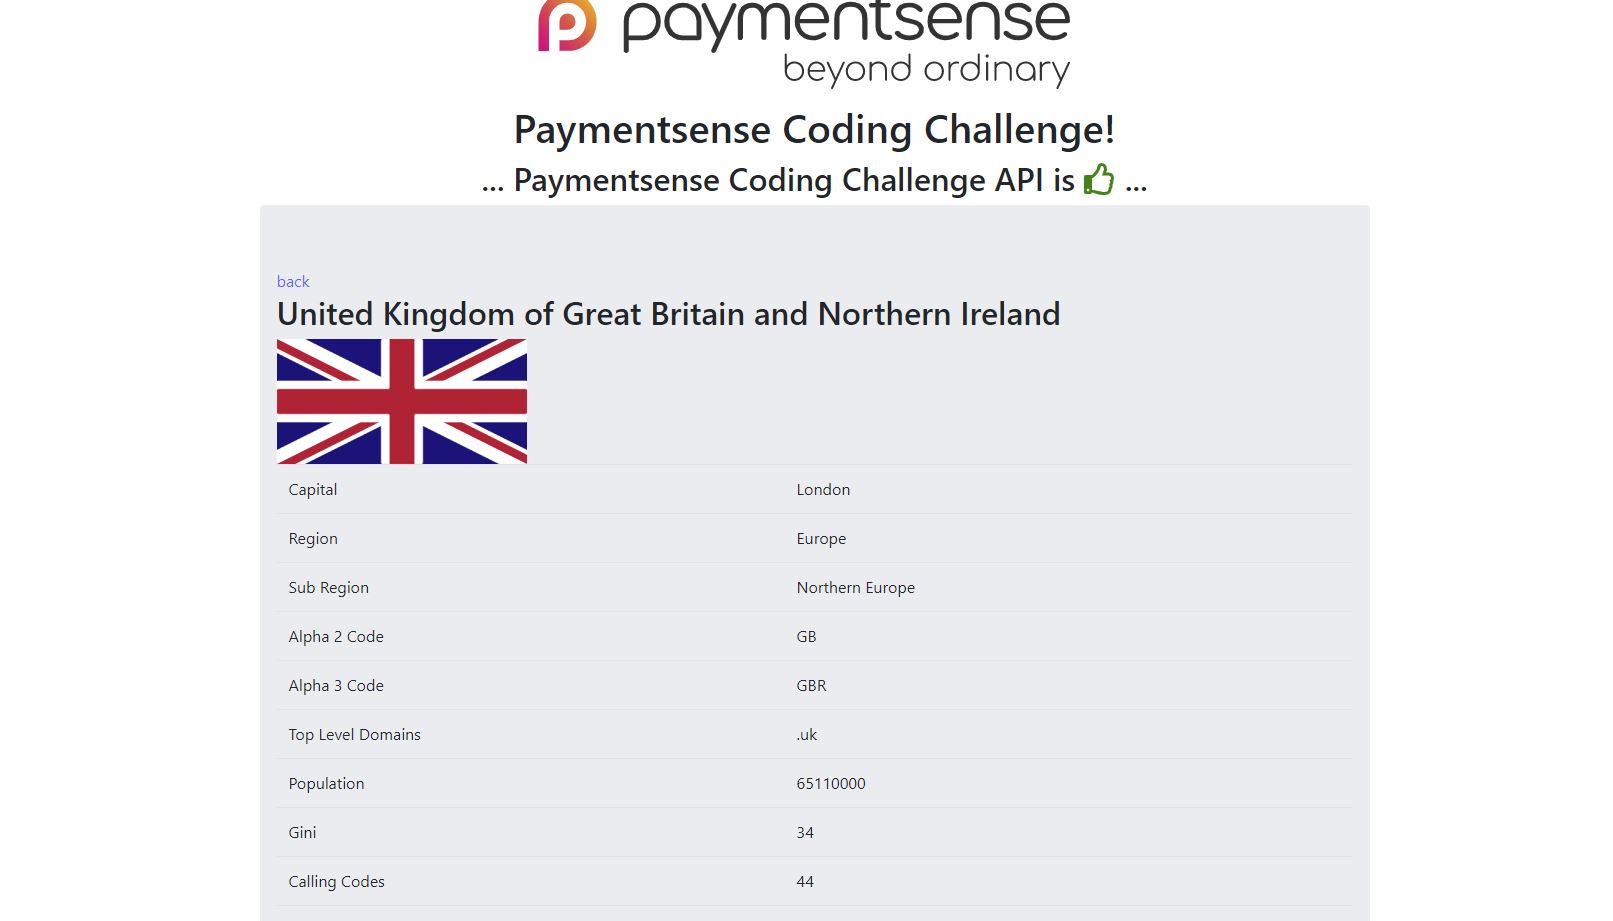 paymentsense
beyond ordinary
Paymentsense Coding Challenge!
... Paymentsense Coding Challenge API is ...
back
United Kingdom of Great Britain and Northern Ireland
Capital London
Region Europe
Sub Region Northern Europe
Alpha 2 Code GB
Alpha 3 Code GBR
Top Level Domains .uk
Population 65110000
Gini 34
Calling Codes 44